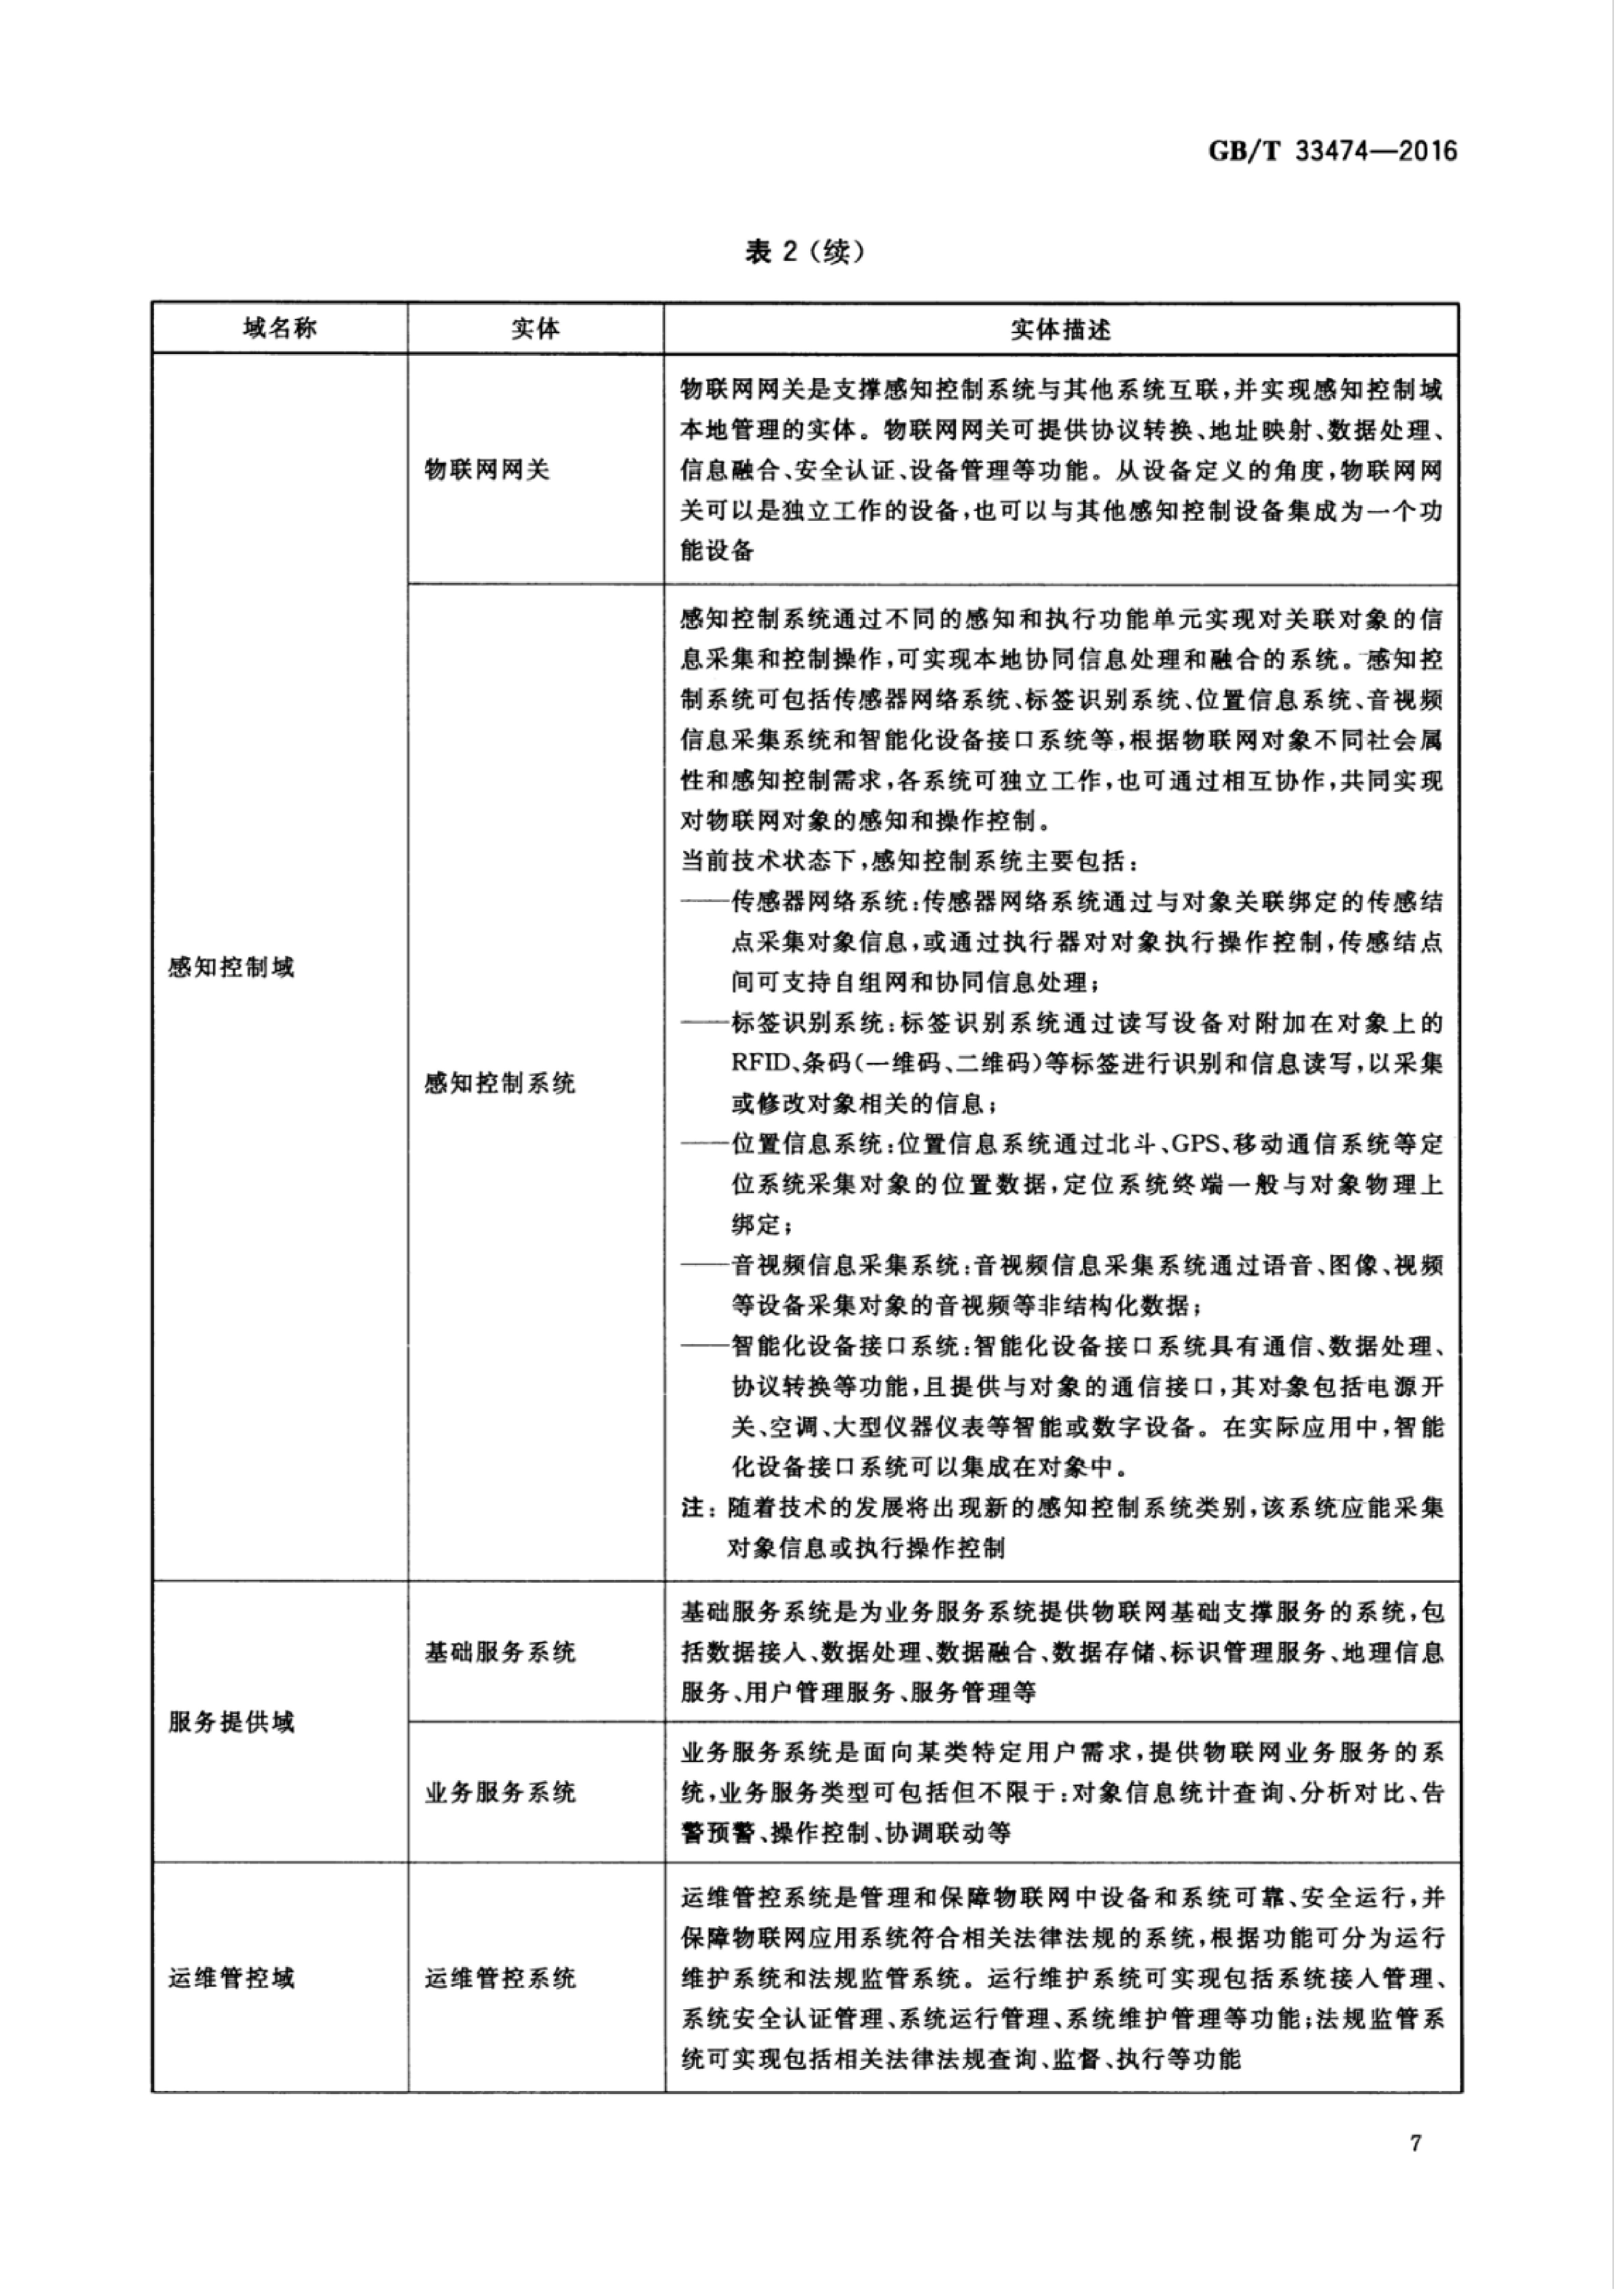 GB/T 33474—2016
表 2（续）
域名称
实体
实体描述
感知控制域
物联网网关
物联网网关是支撑感知控制系统与其他系统互联,并实现感知控制域
本地管理的实体。物联网网关可提供协议转换、地址映射、数据处理、
信息融合、安全认证、设备管理等功能。从设备定义的角度,物联网网
关可以是独立工作的设备,也可以与其他感知控制设备集成为一个功
能设备
感知控制系统
感知控制系统通过不同的感知和执行功能单元实现对关联对象的信
息采集和控制操作,可实现本地协同信息处理和融合的系统。感知控
制系统可包括传感器网络系统、标签识别系统、位置信息系统、音视频
信息采集系统和智能化设备接口系统等,根据物联网对象不同社会属
性和感知控制需求,各系统可独立工作,也可通过相互协作,共同实现
对物联网对象的感知和操作控制。
当前技术状态下,感知控制系统主要包括:
——传感器网络系统:传感器网络系统通过与对象关联绑定的传感结
点采集对象信息,或通过执行器对对象执行操作控制,传感结点
间可支持自组网和协同信息处理;
——标签识别系统:标签识别系统通过读写设备对附加在对象上的
RFID、条码(一维码、二维码)等标签进行识别和信息读写,以采集
或修改对象相关的信息;
——位置信息系统:位置信息系统通过北斗、GPS、移动通信系统等定
位系统采集对象的位置数据,定位系统终端一般与对象物理上
绑定;
——音视频信息采集系统:音视频信息采集系统通过语音、图像、视频
等设备采集对象的音视频等非结构化数据;
——智能化设备接口系统:智能化设备接口系统具有通信、数据处理、
协议转换等功能,且提供与对象的通信接口,其对象包括电源开
关、空调、大型仪器仪表等智能或数字设备。在实际应用中,智能
化设备接口系统可以集成在对象中。
注: 随着技术的发展将出现新的感知控制系统类别,该系统应能采集
对象信息或执行操作控制
服务提供域
基础服务系统
基础服务系统是为业务服务系统提供物联网基础支撑服务的系统,包
括数据接入、数据处理、数据融合、数据存储、标识管理服务、地理信息
服务、用户管理服务、服务管理等
业务服务系统
业务服务系统是面向某类特定用户需求,提供物联网业务服务的系
统,业务服务类型可包括但不限于:对象信息统计查询、分析对比、告
警预警、操作控制、协调联动等
运维管控域
运维管控系统
运维管控系统是管理和保障物联网中设备和系统可靠、安全运行,并
保障物联网应用系统符合相关法律法规的系统,根据功能可分为运行
维护系统和法规监管系统。运行维护系统可实现包括系统接入管理、
系统安全认证管理、系统运行管理、系统维护管理等功能;法规监管系
统可实现包括相关法律法规查询、监督、执行等功能
7